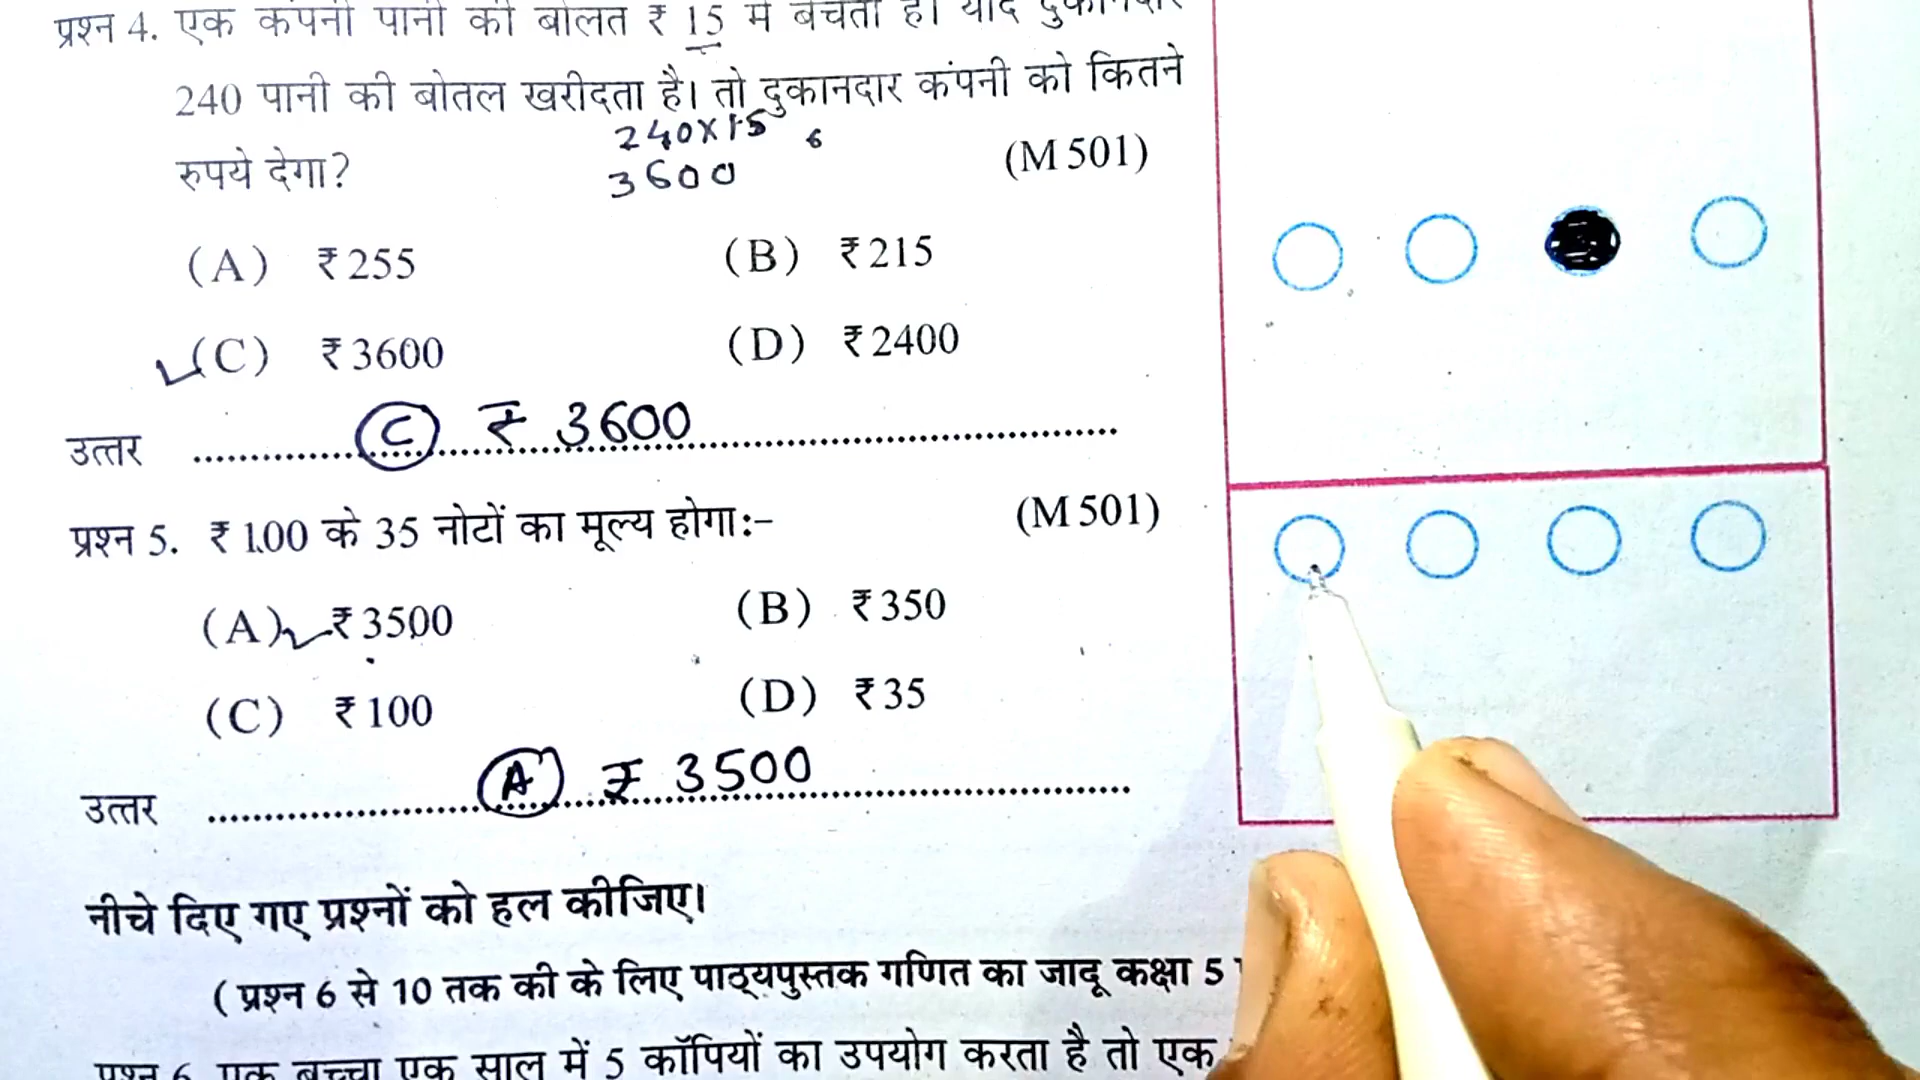 प्रश्न 4. एक कंपनी पानी की बोतल ₹ 15 में बेचती है। यदि दुकानदार
240 पानी की बोतल खरीदता है। तो दुकानदार कंपनी को कितने
240×15 6
रुपये देगा? (M 501)
3600
(A) ₹ 255 (B) ₹ 215
(C) ₹ 3600 (D) ₹ 2400
उत्तर C ₹ 3600
प्रश्न 5. ₹ 100 के 35 नोटों का मूल्य होगा:- (M 501)
(A) ₹ 3500 (B) ₹ 350
(C) ₹ 100 (D) ₹ 35
उत्तर A ₹ 3500
नीचे दिए गए प्रश्नों को हल कीजिए।
( प्रश्न 6 से 10 तक की के लिए पाठ्यपुस्तक गणित का जादू कक्षा 5
प्रश्न 6 एक बच्चा एक साल में 5 कॉपियों का उपयोग करता है तो एक